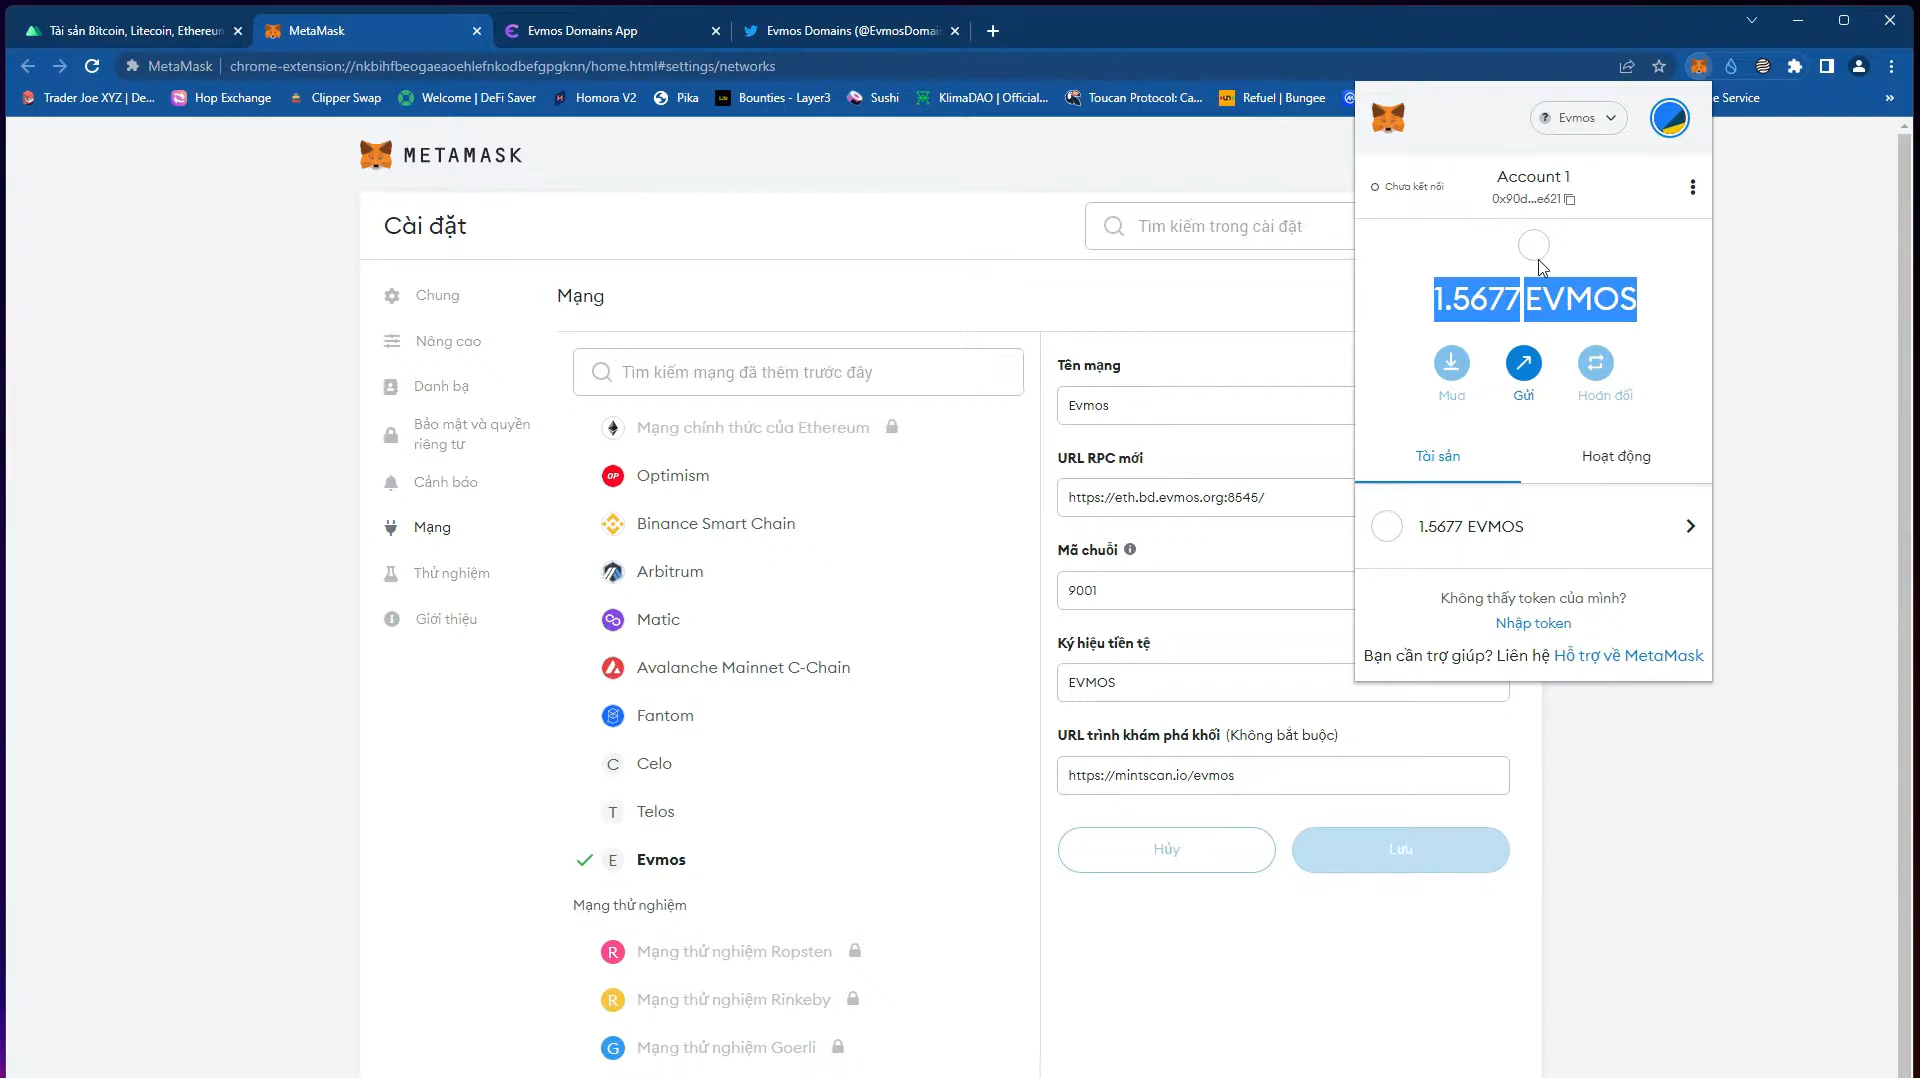 Tài sản Bitcoin, Litecoin, Ethereum
MetaMask
Evmos Domains App
Evmos Domains (@EvmosDomai
MetaMask
chrome-extension://nkbihfbeogaeaoehlefnkodbefgpgknn/home.html#settings/networks
Trader Joe XYZ | De...
Hop Exchange
Clipper Swap
Welcome | DeFi Saver
Homora V2
Pika
Bounties - Layer3
Sushi
KlimaDAO | Official...
Toucan Protocol: Ca...
Refuel | Bungee
e Service
METAMASK
Cài đặt
Tìm kiếm trong cài đặt
Chung
Nâng cao
Danh bạ
Bảo mật và quyền
riêng tư
Cảnh báo
Mạng
Thử nghiệm
Giới thiệu
Mạng
Tìm kiếm mạng đã thêm trước đây
Mạng chính thức của Ethereum
OP Optimism
Binance Smart Chain
Arbitrum
Matic
Avalanche Mainnet C-Chain
Fantom
C Celo
T Telos
E Evmos
Mạng thử nghiệm
R Mạng thử nghiệm Ropsten
R Mạng thử nghiệm Rinkeby
G Mạng thử nghiệm Goerli
Tên mạng
Evmos
URL RPC mới
https://eth.bd.evmos.org:8545/
Mã chuỗi
9001
Ký hiệu tiền tệ
EVMOS
URL trình khám phá khối (Không bắt buộc)
https://mintscan.io/evmos
Hủy
Lưu
? Evmos
Chưa kết nối
Account 1
0x90d...e621
1.5677 EVMOS
Mua
Gửi
Hoán đổi
Tài sản
Hoạt động
1.5677 EVMOS
Không thấy token của mình?
Nhập token
Bạn cần trợ giúp? Liên hệ Hỗ trợ về MetaMask